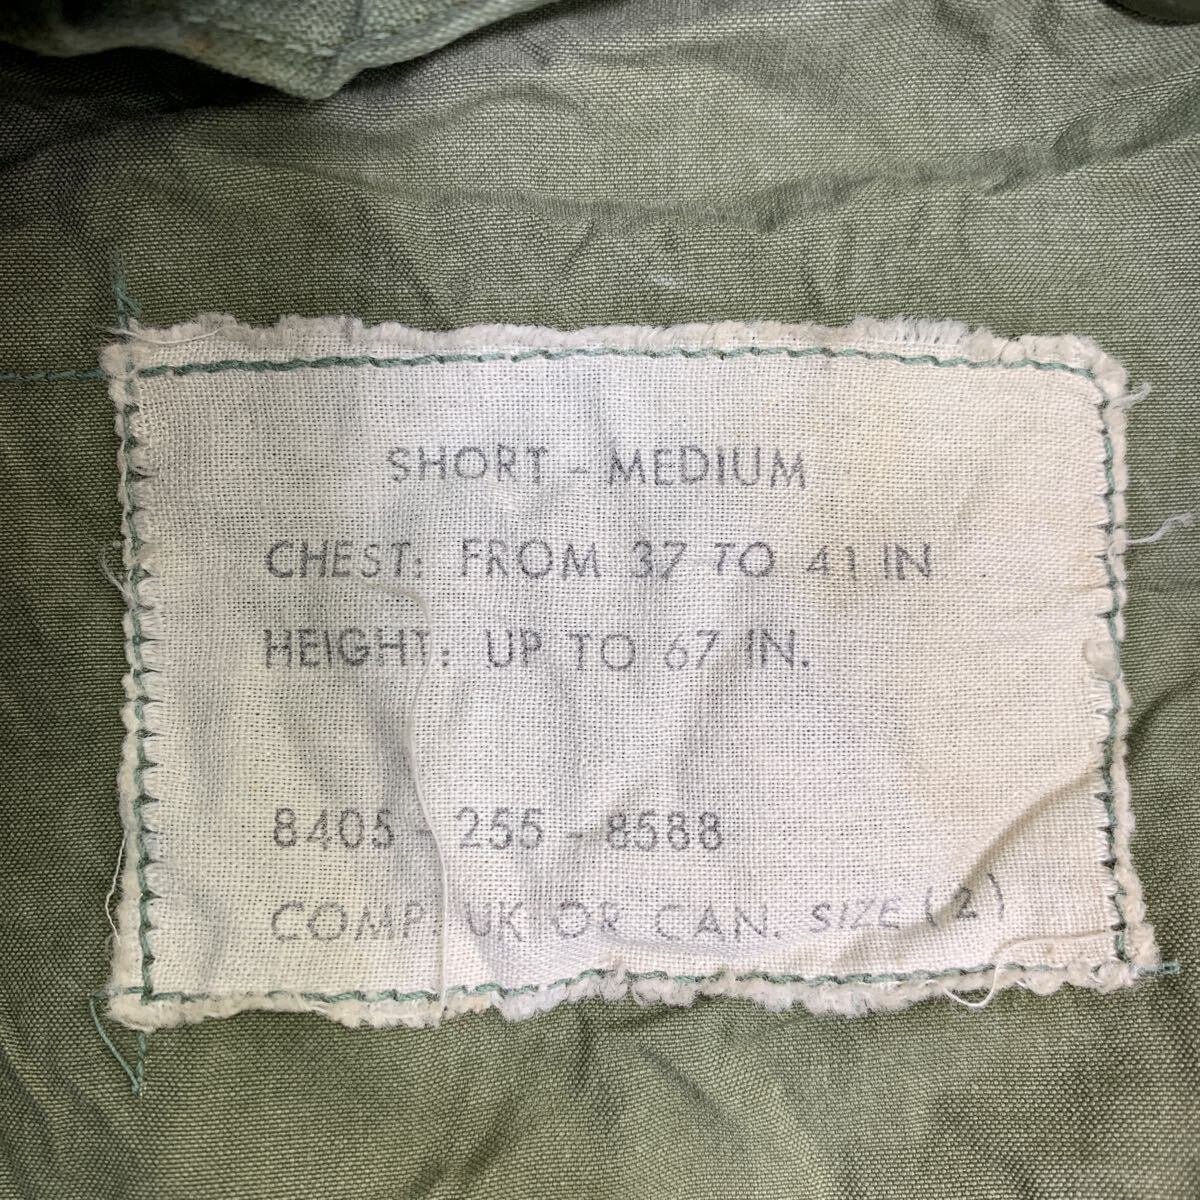 SHORT - MEDIUM
CHEST: FROM 37 TO 41 IN
HEIGHT: UP TO 67 IN.
8405 - 255 - 8588
COMP. UK OR CAN. SIZE (2)